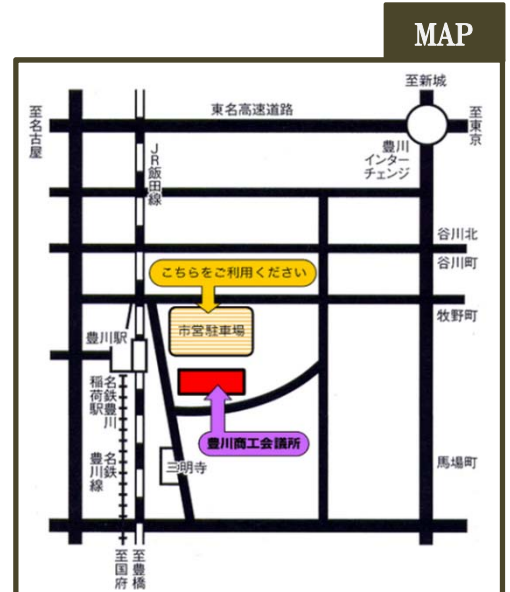 MAP
至新城
至名古屋
東名高速道路
至東京
JR飯田線
豊川
インター
チェンジ
谷川北
谷川町
こちらをご利用ください
牧野町
市営駐車場
豊川駅
名鉄豊川
稲荷駅
豊川商工会議所
名鉄
豊川線
三明寺
馬場町
至国府
至豊橋